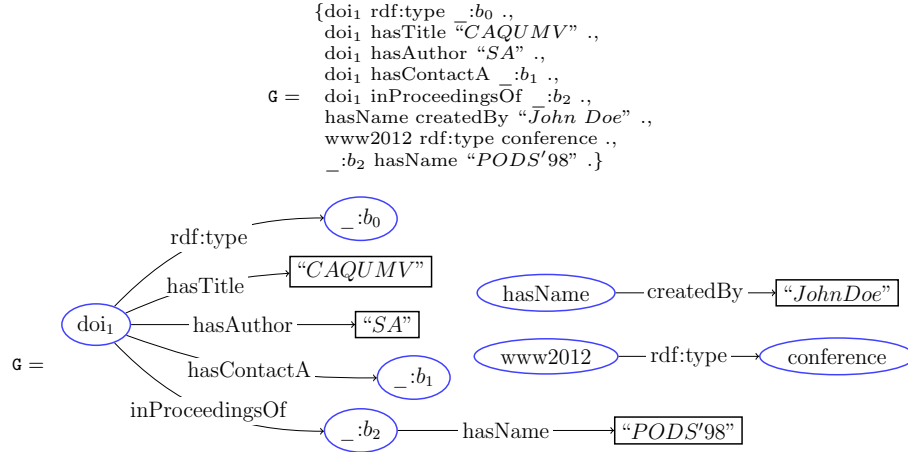 {doi₁ rdf:type _:b₀ .,
doi₁ hasTitle “CAQUMV” .,
doi₁ hasAuthor “SA” .,
doi₁ hasContactA _:b₁ .,
G = doi₁ inProceedingsOf _:b₂ .,
hasName createdBy “John Doe” .,
www2012 rdf:type conference .,
_:b₂ hasName “PODS′98” .}
_:b₀
rdf:type
“CAQUMV”
hasTitle
hasName createdBy “JohnDoe”
doi₁ hasAuthor “SA”
www2012 rdf:type conference
G =
hasContactA _:b₁
inProceedingsOf
_:b₂ hasName “PODS′98”